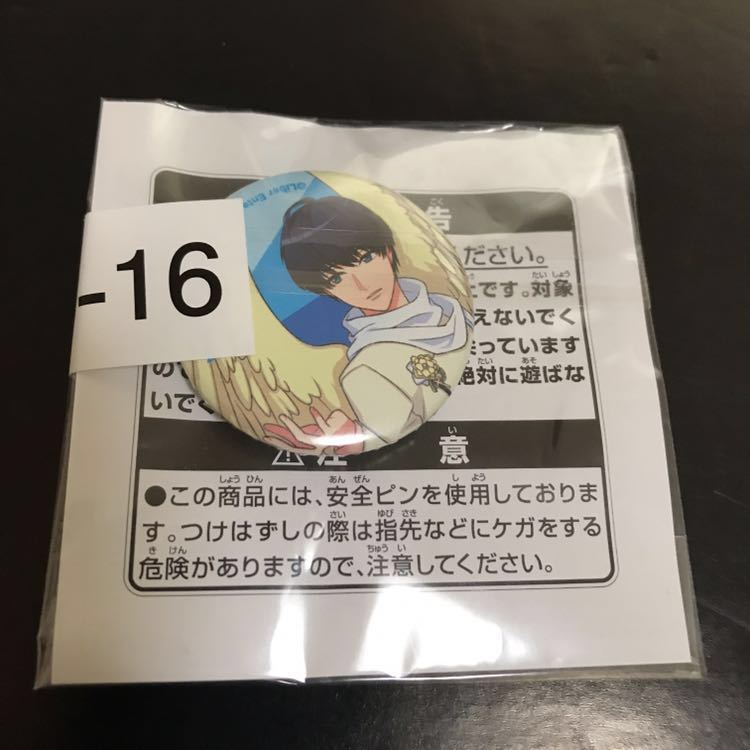 -16
©Liber Ente
告
ください。
です。対象
えないでく
っています
絶対に遊ばな
いでく
注意
●この商品には、安全ピンを使用しておりま
す。つけはずしの際は指先などにケガをする
危険がありますので、注意してください。